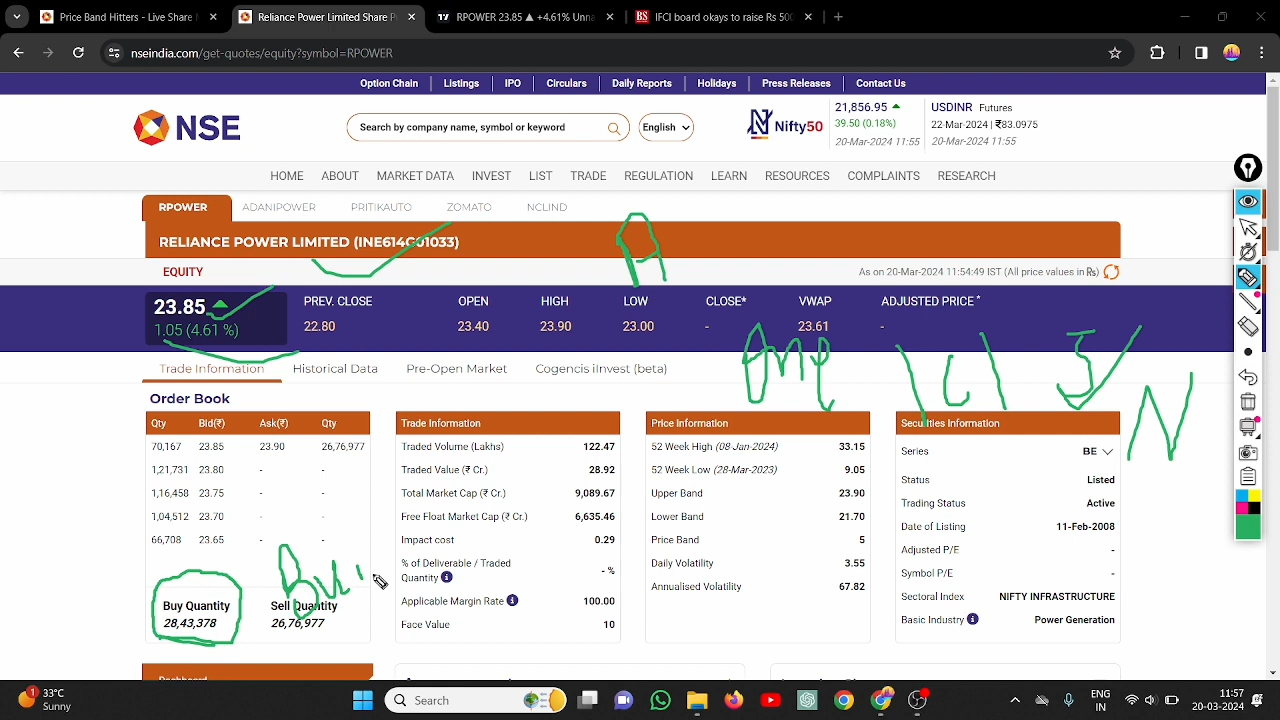 Price Band Hitters - Live Share
Reliance Power Limited Share P
RPOWER 23.85 ▲ +4.61% Unna
IFCI board okays to raise Rs 500
nseindia.com/get-quotes/equity?symbol=RPOWER
Option Chain Listings IPO Circulars Daily Reports Holidays Press Releases Contact Us
NSE
Search by company name, symbol or keyword
English
Nifty50
21,856.95
39.50 (0.18%)
20-Mar-2024 11:55
USDINR Futures
22-Mar-2024 | ₹83.0975
20-Mar-2024 11:55
HOME ABOUT MARKET DATA INVEST LIST TRADE REGULATION LEARN RESOURCES COMPLAINTS RESEARCH
RPOWER ADANIPOWER PRITIKAUTO ZOMATO NCLIND
RELIANCE POWER LIMITED (INE614G01033)
EQUITY
As on 20-Mar-2024 11:54:49 IST (All price values in ₹)
23.85
1.05 (4.61 %)
PREV. CLOSE OPEN HIGH LOW CLOSE* VWAP ADJUSTED PRICE *
22.80 23.40 23.90 23.00 - 23.61 -
Trade Information Historical Data Pre-Open Market Cogencis iInvest (beta)
Order Book
Qty Bid(₹) Ask(₹) Qty
70,167 23.85 23.90 26,76,977
1,21,731 23.80 - -
1,16,458 23.75 - -
1,04,512 23.70 - -
66,708 23.65 - -
Buy Quantity Sell Quantity
28,43,378 26,76,977
Trade Information
Traded Volume (Lakhs) 122.47
Traded Value (₹ Cr.) 28.92
Total Market Cap (₹ Cr.) 9,089.67
Free Float Market Cap (₹ Cr.) 6,635.46
Impact cost 0.29
% of Deliverable / Traded
Quantity - %
Applicable Margin Rate 100.00
Face Value 10
Price Information
52 Week High (08-Jan-2024) 33.15
52 Week Low (28-Mar-2023) 9.05
Upper Band 23.90
Lower Band 21.70
Price Band 5
Daily Volatility 3.55
Annualised Volatility 67.82
Securities Information
Series BE
Status Listed
Trading Status Active
Date of Listing 11-Feb-2008
Adjusted P/E -
Symbol P/E -
Sectoral Index NIFTY INFRASTRUCTURE
Basic Industry Power Generation
Dashboard
33°C
Sunny
1
Search
ENG
IN
11:57
20-03-2024